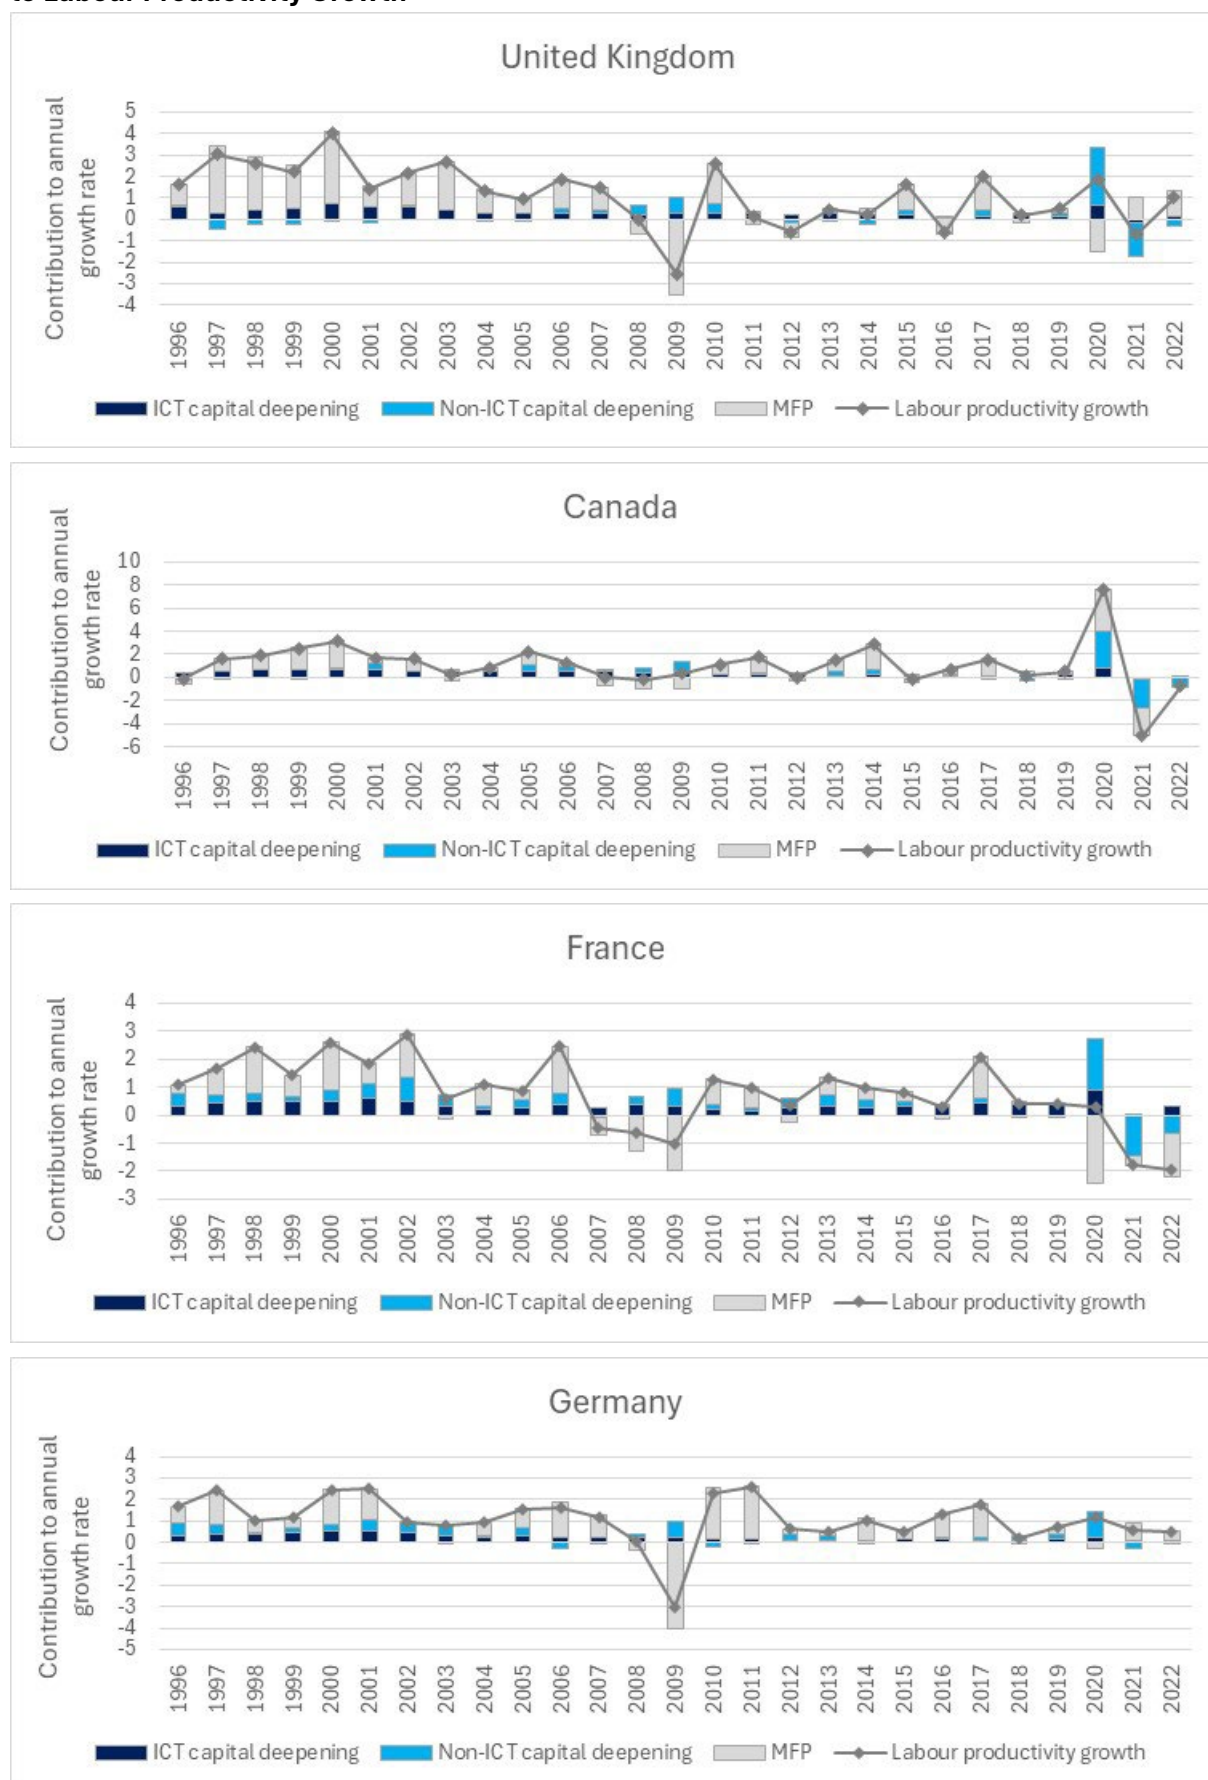 to Labour Productivity Growth
United Kingdom
Contribution to annual
growth rate
5
4
3
2
1
0
-1
-2
-3
-4
1996 1997 1998 1999 2000 2001 2002 2003 2004 2005 2006 2007 2008 2009 2010 2011 2012 2013 2014 2015 2016 2017 2018 2019 2020 2021 2022
ICT capital deepening Non-ICT capital deepening MFP Labour productivity growth
Canada
Contribution to annual
growth rate
10
8
6
4
2
0
-2
-4
-6
1996 1997 1998 1999 2000 2001 2002 2003 2004 2005 2006 2007 2008 2009 2010 2011 2012 2013 2014 2015 2016 2017 2018 2019 2020 2021 2022
ICT capital deepening Non-ICT capital deepening MFP Labour productivity growth
France
Contribution to annual
growth rate
4
3
2
1
0
-1
-2
-3
1996 1997 1998 1999 2000 2001 2002 2003 2004 2005 2006 2007 2008 2009 2010 2011 2012 2013 2014 2015 2016 2017 2018 2019 2020 2021 2022
ICT capital deepening Non-ICT capital deepening MFP Labour productivity growth
Germany
Contribution to annual
growth rate
4
3
2
1
0
-1
-2
-3
-4
-5
1996 1997 1998 1999 2000 2001 2002 2003 2004 2005 2006 2007 2008 2009 2010 2011 2012 2013 2014 2015 2016 2017 2018 2019 2020 2021 2022
ICT capital deepening Non-ICT capital deepening MFP Labour productivity growth